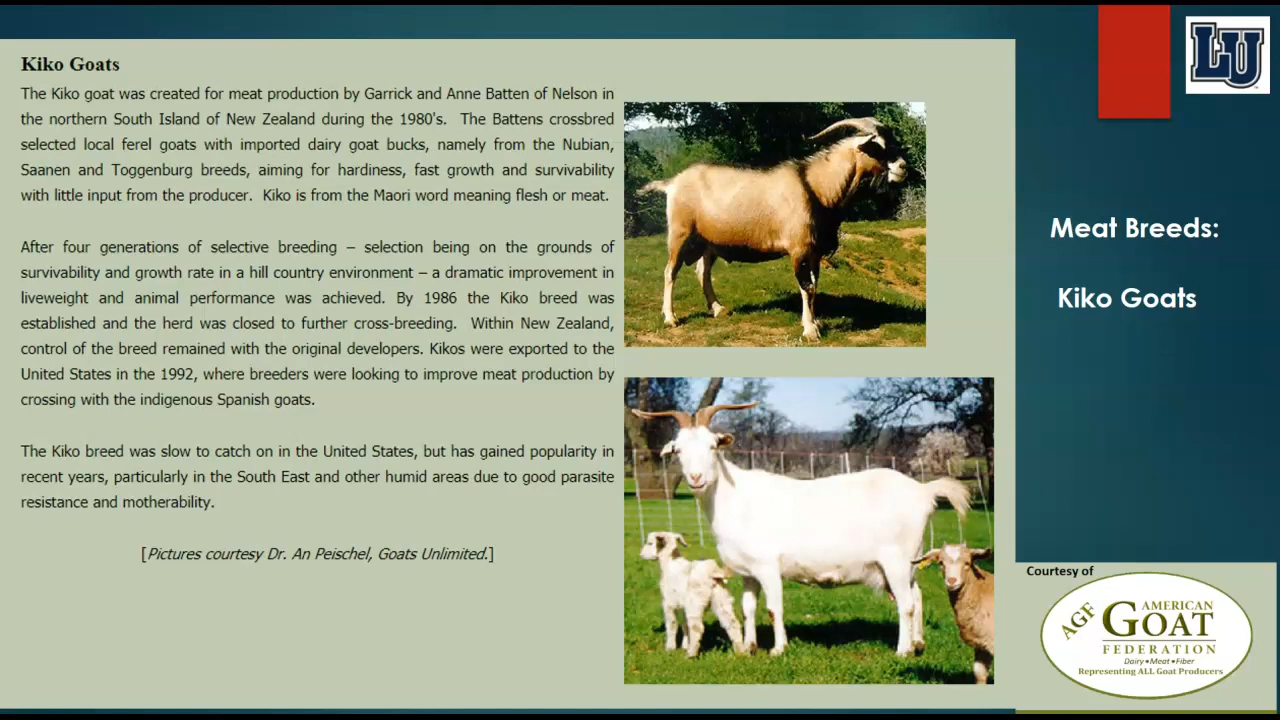 Kiko Goats
The Kiko goat was created for meat production by Garrick and Anne Batten of Nelson in
the northern South Island of New Zealand during the 1980's. The Battens crossbred
selected local ferel goats with imported dairy goat bucks, namely from the Nubian,
Saanen and Toggenburg breeds, aiming for hardiness, fast growth and survivability
with little input from the producer. Kiko is from the Maori word meaning flesh or meat.
After four generations of selective breeding – selection being on the grounds of
survivability and growth rate in a hill country environment – a dramatic improvement in
liveweight and animal performance was achieved. By 1986 the Kiko breed was
established and the herd was closed to further cross-breeding. Within New Zealand,
control of the breed remained with the original developers. Kikos were exported to the
United States in the 1992, where breeders were looking to improve meat production by
crossing with the indigenous Spanish goats.
The Kiko breed was slow to catch on in the United States, but has gained popularity in
recent years, particularly in the South East and other humid areas due to good parasite
resistance and motherability.
[Pictures courtesy Dr. An Peischel, Goats Unlimited.]
LU
Meat Breeds:
Kiko Goats
Courtesy of
AGF
AMERICAN
GOAT
FEDERATION
Dairy•Meat•Fiber
Representing ALL Goat Producers